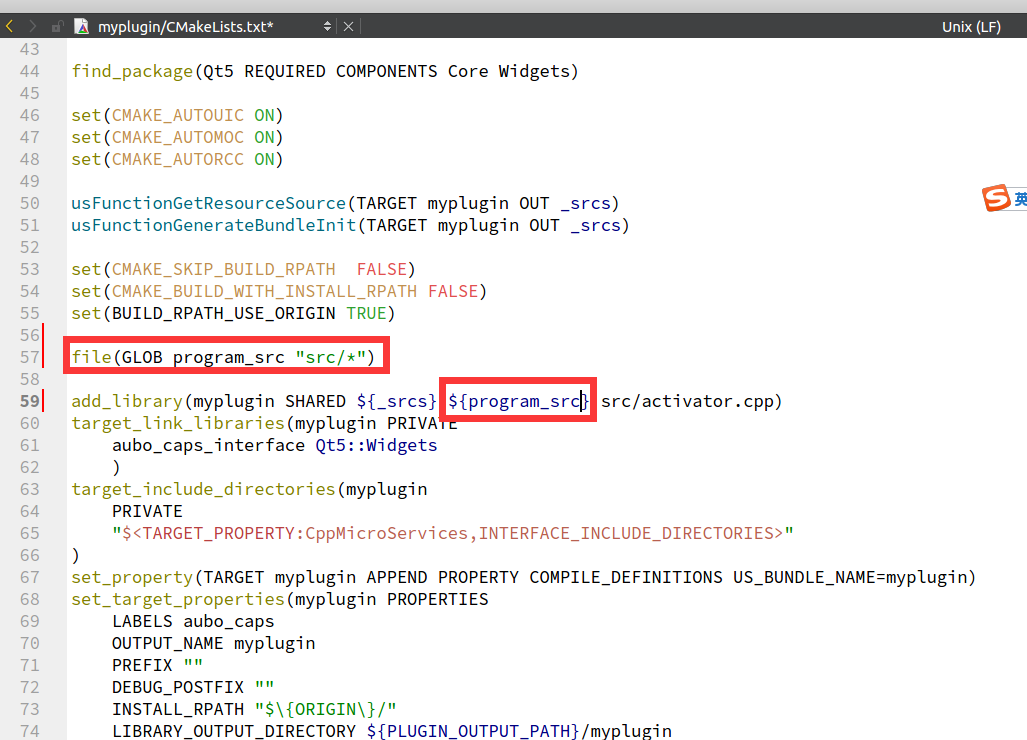 myplugin/CMakeLists.txt* Unix (LF)
43
44 find_package(Qt5 REQUIRED COMPONENTS Core Widgets)
45
46 set(CMAKE_AUTOUIC ON)
47 set(CMAKE_AUTOMOC ON)
48 set(CMAKE_AUTORCC ON)
49
50 usFunctionGetResourceSource(TARGET myplugin OUT _srcs)
51 usFunctionGenerateBundleInit(TARGET myplugin OUT _srcs)
52
53 set(CMAKE_SKIP_BUILD_RPATH  FALSE)
54 set(CMAKE_BUILD_WITH_INSTALL_RPATH FALSE)
55 set(BUILD_RPATH_USE_ORIGIN TRUE)
56
57 file(GLOB program_src "src/*")
58
59 add_library(myplugin SHARED ${_srcs} ${program_src} src/activator.cpp)
60 target_link_libraries(myplugin PRIVATE
61     aubo_caps_interface Qt5::Widgets
62     )
63 target_include_directories(myplugin
64     PRIVATE
65     "$<TARGET_PROPERTY:CppMicroServices,INTERFACE_INCLUDE_DIRECTORIES>"
66 )
67 set_property(TARGET myplugin APPEND PROPERTY COMPILE_DEFINITIONS US_BUNDLE_NAME=myplugin)
68 set_target_properties(myplugin PROPERTIES
69     LABELS aubo_caps
70     OUTPUT_NAME myplugin
71     PREFIX ""
72     DEBUG_POSTFIX ""
73     INSTALL_RPATH "$\{ORIGIN\}/"
74     LIBRARY_OUTPUT_DIRECTORY ${PLUGIN_OUTPUT_PATH}/myplugin
S 英